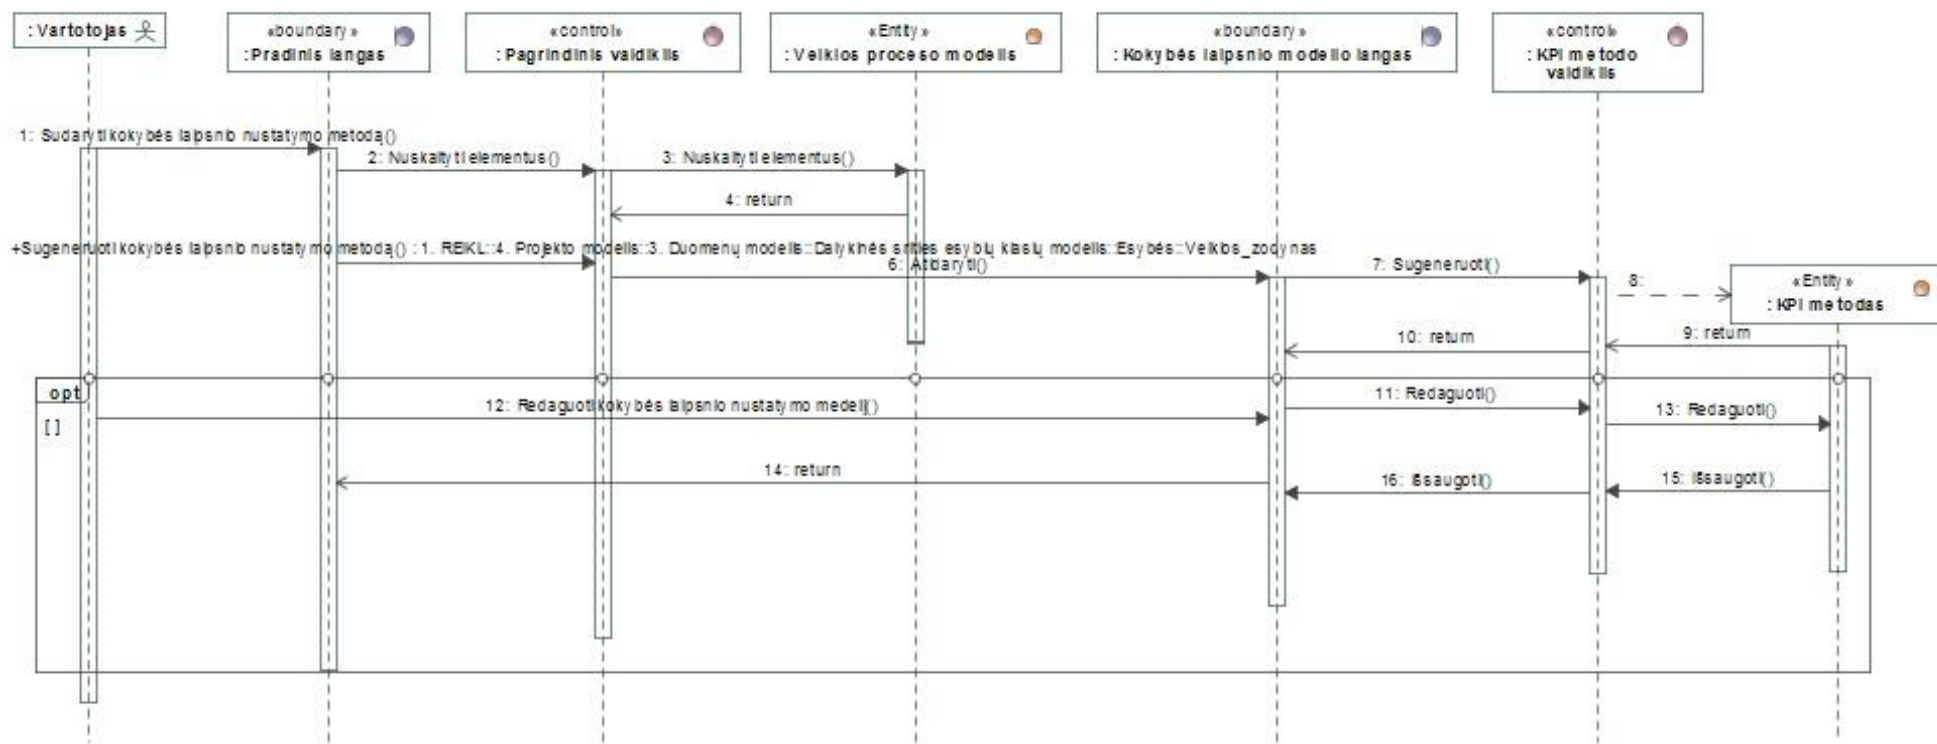 : Vartotojas
«boundary»
: Pradinis langas
«control»
: Pagrindinis valdiklis
«Entity»
: Veiklos proceso modelis
«boundary»
: Kokybės laipsnio modelio langas
«control»
: KPI metodo
valdiklis
1: Sudaryti kokybės laipsnio nustatymo metodą()
2: Nuskaityti elementus()
3: Nuskaityti elementus()
4: return
+Sugeneruoti kokybės laipsnio nustatymo metodą() : 1. REIKL::4. Projekto modelis::3. Duomenų modelis::Dalykinės srities esybių klasių modelis::Esybės::Veiklos_zodynas
6: Atidaryti()
7: Sugeneruoti()
8:
«Entity»
: KPI metodas
9: return
10: return
opt
[ ]
11: Redaguoti()
12: Redaguoti kokybės laipsnio nustatymo medelį()
13: Redaguoti()
14: return
15: Išsaugoti()
16: Išsaugoti()